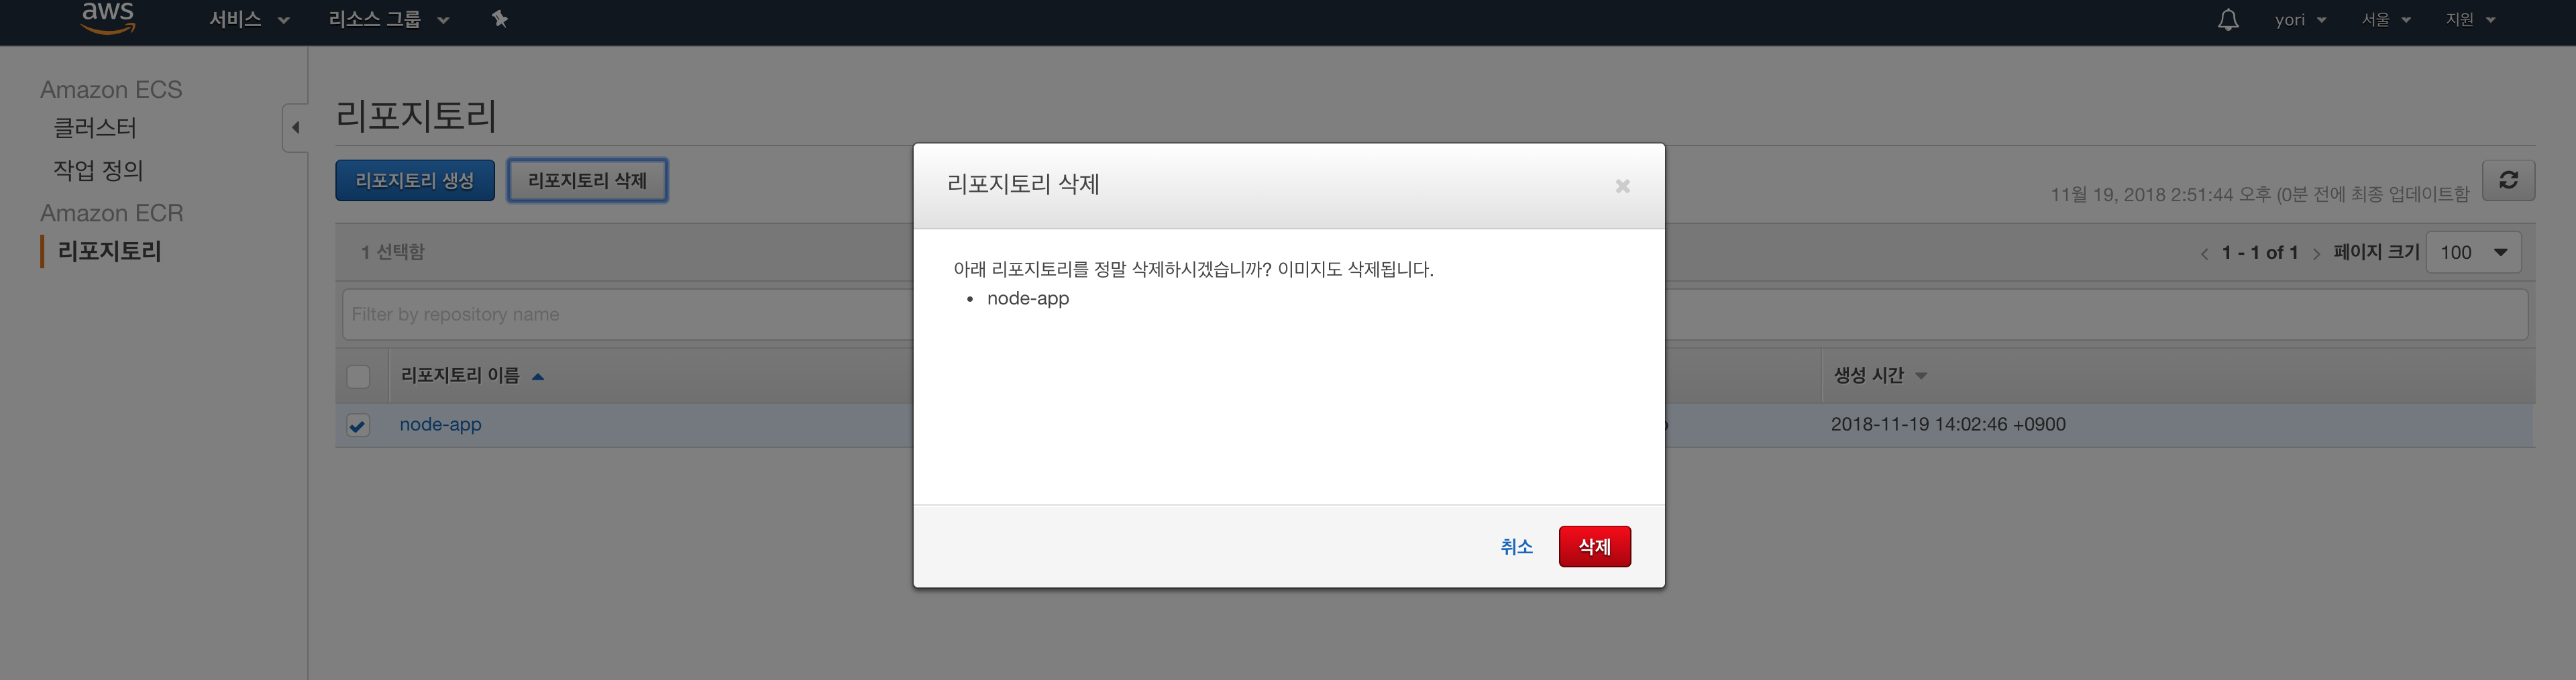 aws
서비스
리소스 그룹
yori
서울
지원
Amazon ECS
클러스터
작업 정의
Amazon ECR
리포지토리
리포지토리
리포지토리 생성
리포지토리 삭제
11월 19, 2018 2:51:44 오후 (0분 전에 최종 업데이트함
1 선택함
1 - 1 of 1
페이지 크기
100
Filter by repository name
리포지토리 이름
생성 시간
node-app
2018-11-19 14:02:46 +0900
리포지토리 삭제
아래 리포지토리를 정말 삭제하시겠습니까? 이미지도 삭제됩니다.
• node-app
취소
삭제